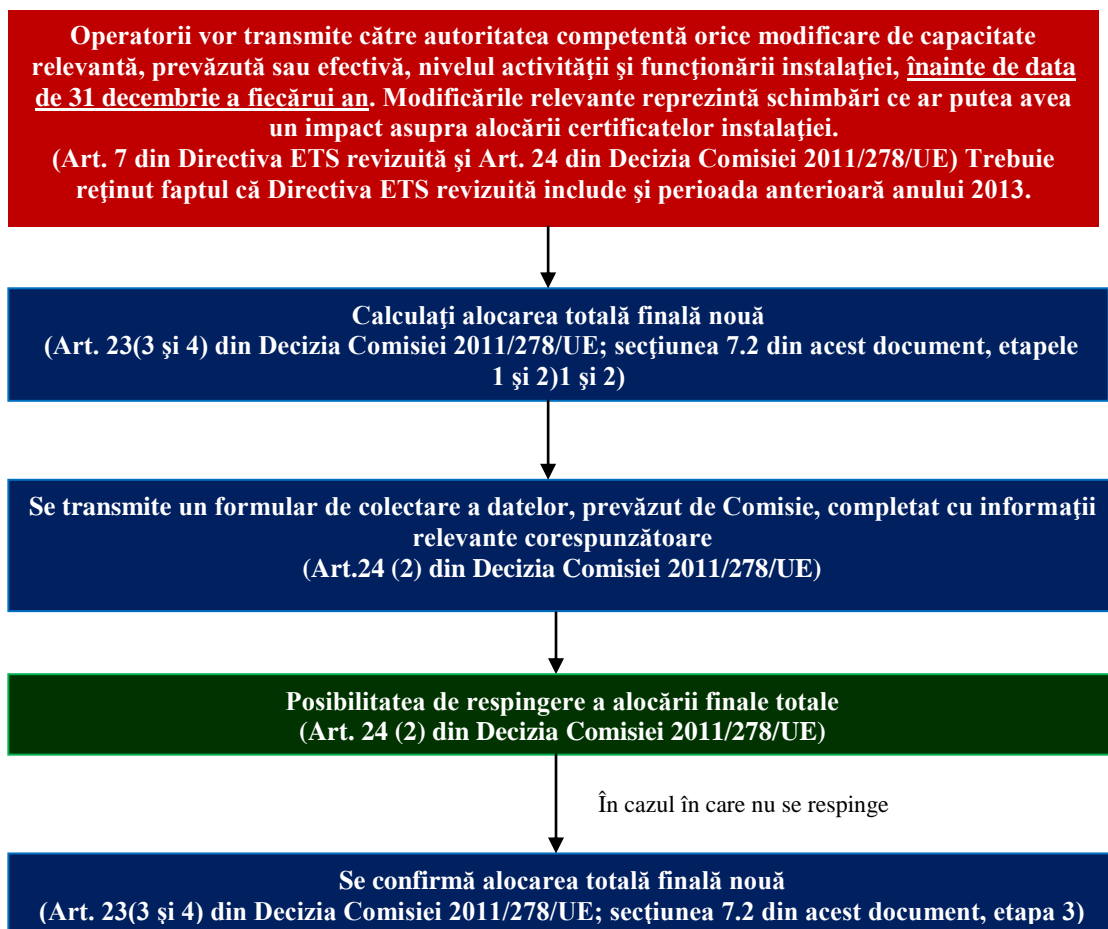 Operatorii vor transmite către autoritatea competentă orice modificare de capacitate
relevantă, prevăzută sau efectivă, nivelul activităţii şi funcţionării instalaţiei, înainte de data
de 31 decembrie a fiecărui an. Modificările relevante reprezintă schimbări ce ar putea avea
un impact asupra alocării certificatelor instalaţiei.
(Art. 7 din Directiva ETS revizuită şi Art. 24 din Decizia Comisiei 2011/278/UE) Trebuie
reţinut faptul că Directiva ETS revizuită include şi perioada anterioară anului 2013.
Calculaţi alocarea totală finală nouă
(Art. 23(3 şi 4) din Decizia Comisiei 2011/278/UE; secţiunea 7.2 din acest document, etapele
1 şi 2)1 şi 2)
Se transmite un formular de colectare a datelor, prevăzut de Comisie, completat cu informaţii
relevante corespunzătoare
(Art.24 (2) din Decizia Comisiei 2011/278/UE)
Posibilitatea de respingere a alocării finale totale
(Art. 24 (2) din Decizia Comisiei 2011/278/UE)
În cazul în care nu se respinge
Se confirmă alocarea totală finală nouă
(Art. 23(3 şi 4) din Decizia Comisiei 2011/278/UE; secţiunea 7.2 din acest document, etapa 3)